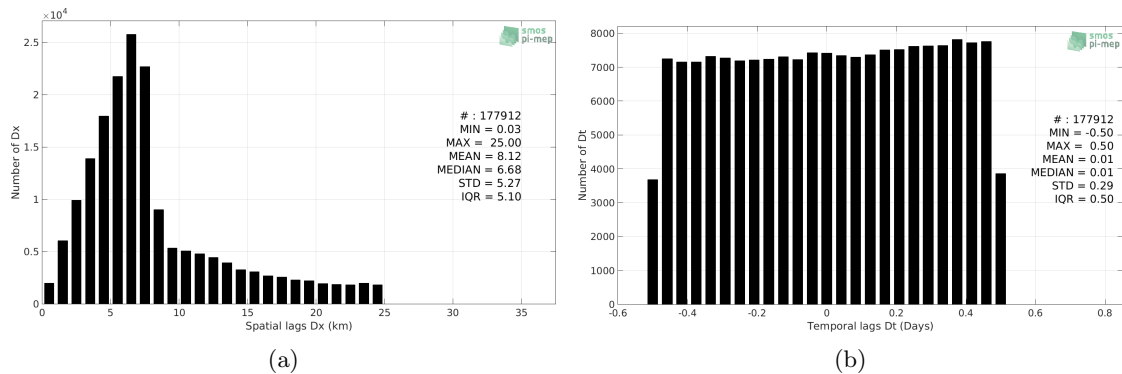 ×10⁴
2.5
2
1.5
1
0.5
0
Number of Dx
smos
pi-mep
# : 177912
MIN = 0.03
MAX = 25.00
MEAN = 8.12
MEDIAN = 6.68
STD = 5.27
IQR = 5.10
0 5 10 15 20 25 30 35
Spatial lags Dx (km)
(a)
8000
7000
6000
5000
4000
3000
2000
1000
0
Number of Dt
smos
pi-mep
# : 177912
MIN = -0.50
MAX = 0.50
MEAN = 0.01
MEDIAN = 0.01
STD = 0.29
IQR = 0.50
-0.6 -0.4 -0.2 0 0.2 0.4 0.6 0.8
Temporal lags Dt (Days)
(b)